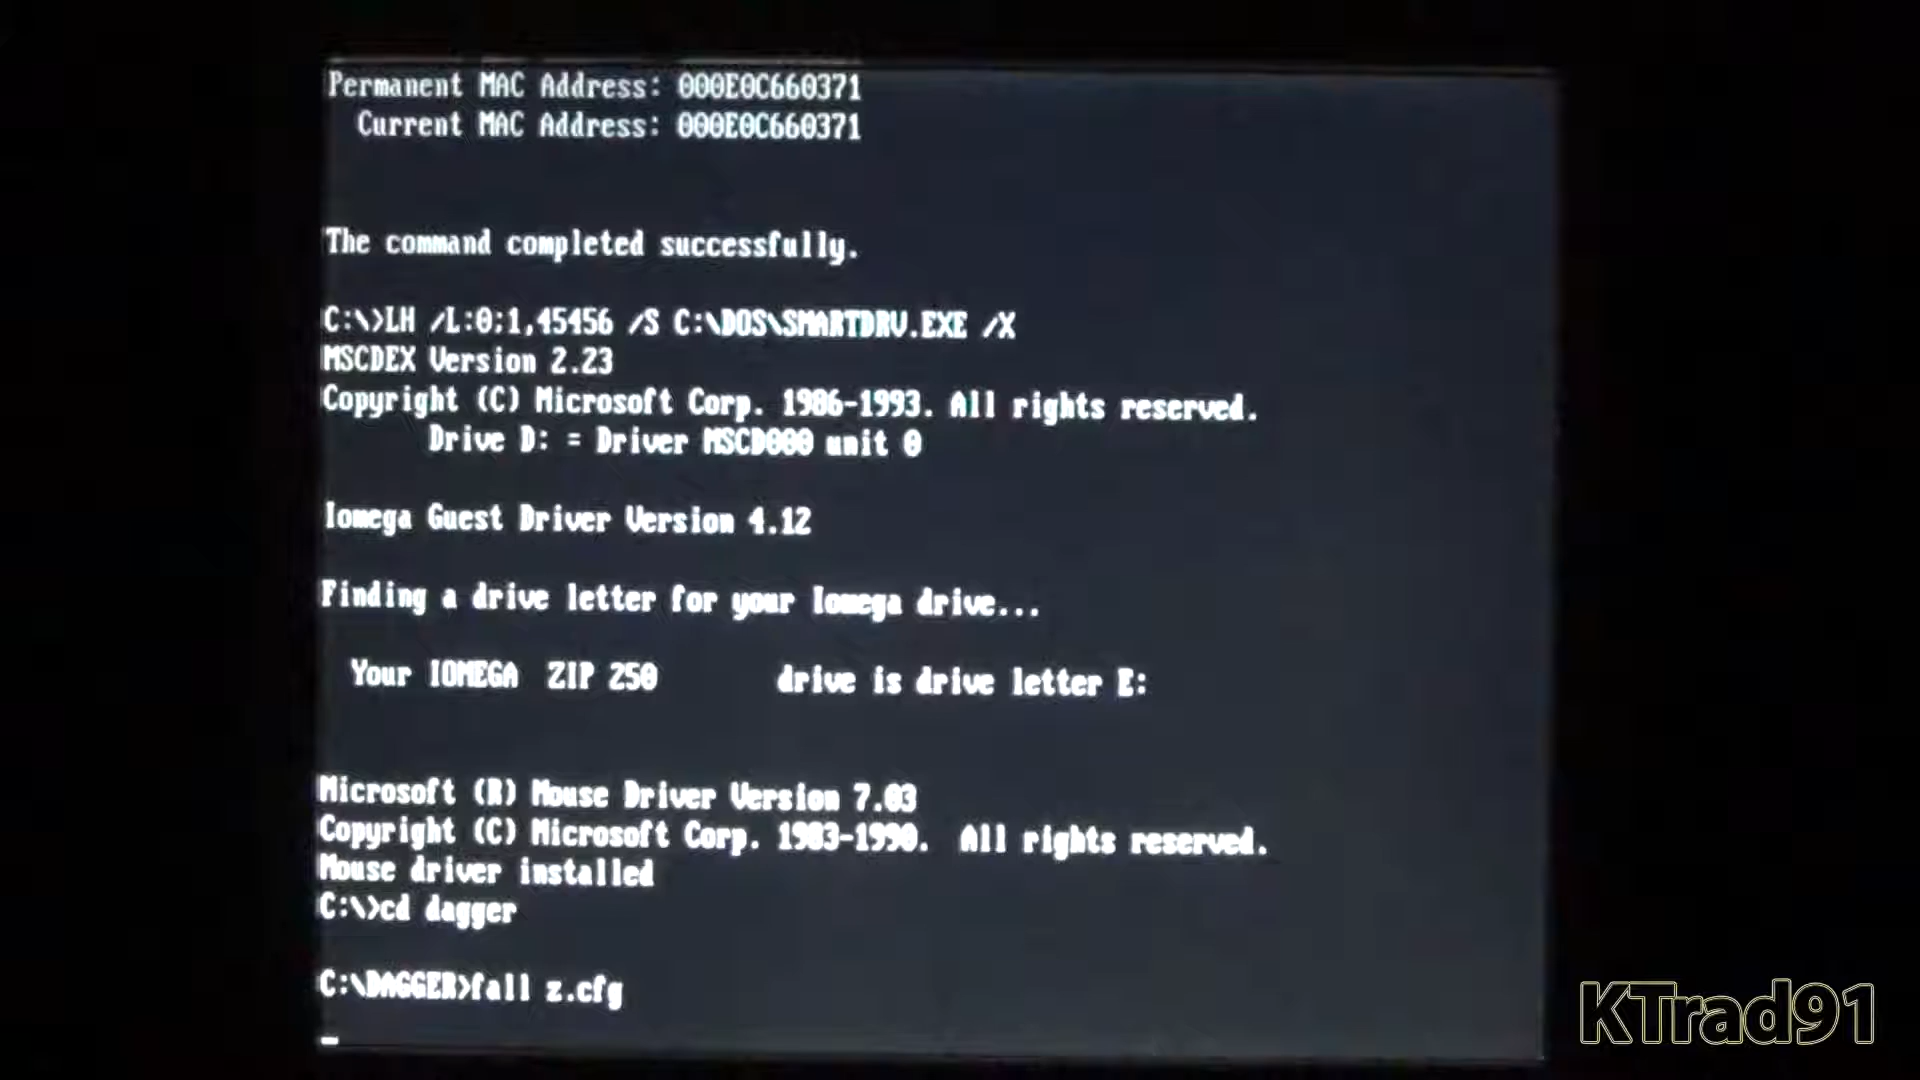 Permanent MAC Address: 000E0C660371
Current MAC Address: 000E0C660371
The command completed successfully.
C:\>LH /L:0;1,45456 /S C:\DOS\SMARTDRV.EXE /X
MSCDEX Version 2.23
Copyright (C) Microsoft Corp. 1986-1993. All rights reserved.
Drive D: = Driver MSCD000 unit 0
Iomega Guest Driver Version 4.12
Finding a drive letter for your Iomega drive...
Your IOMEGA  ZIP 250        drive is drive letter E:
Microsoft (R) Mouse Driver Version 7.03
Copyright (C) Microsoft Corp. 1983-1990.  All rights reserved.
Mouse driver installed
C:\>cd dagger
C:\DAGGER>fall z.cfg
KTrad91